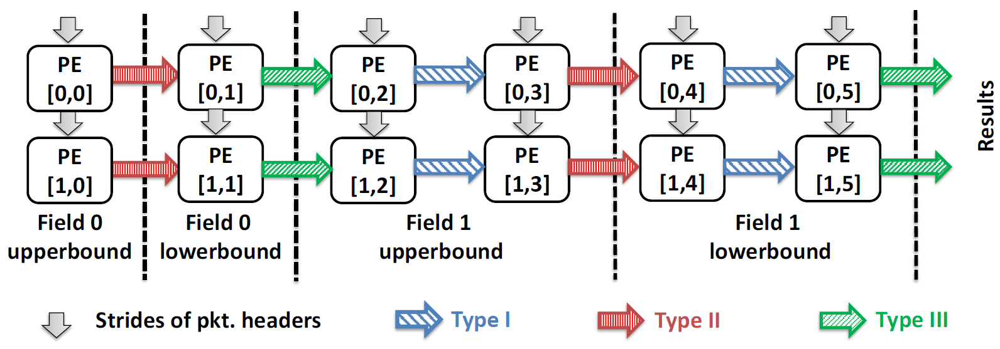 PE
[0,0]
PE
[0,1]
PE
[0,2]
PE
[0,3]
PE
[0,4]
PE
[0,5]
PE
[1,0]
PE
[1,1]
PE
[1,2]
PE
[1,3]
PE
[1,4]
PE
[1,5]
Results
Field 0
upperbound
Field 0
lowerbound
Field 1
upperbound
Field 1
lowerbound
Strides of pkt. headers
Type I
Type II
Type III